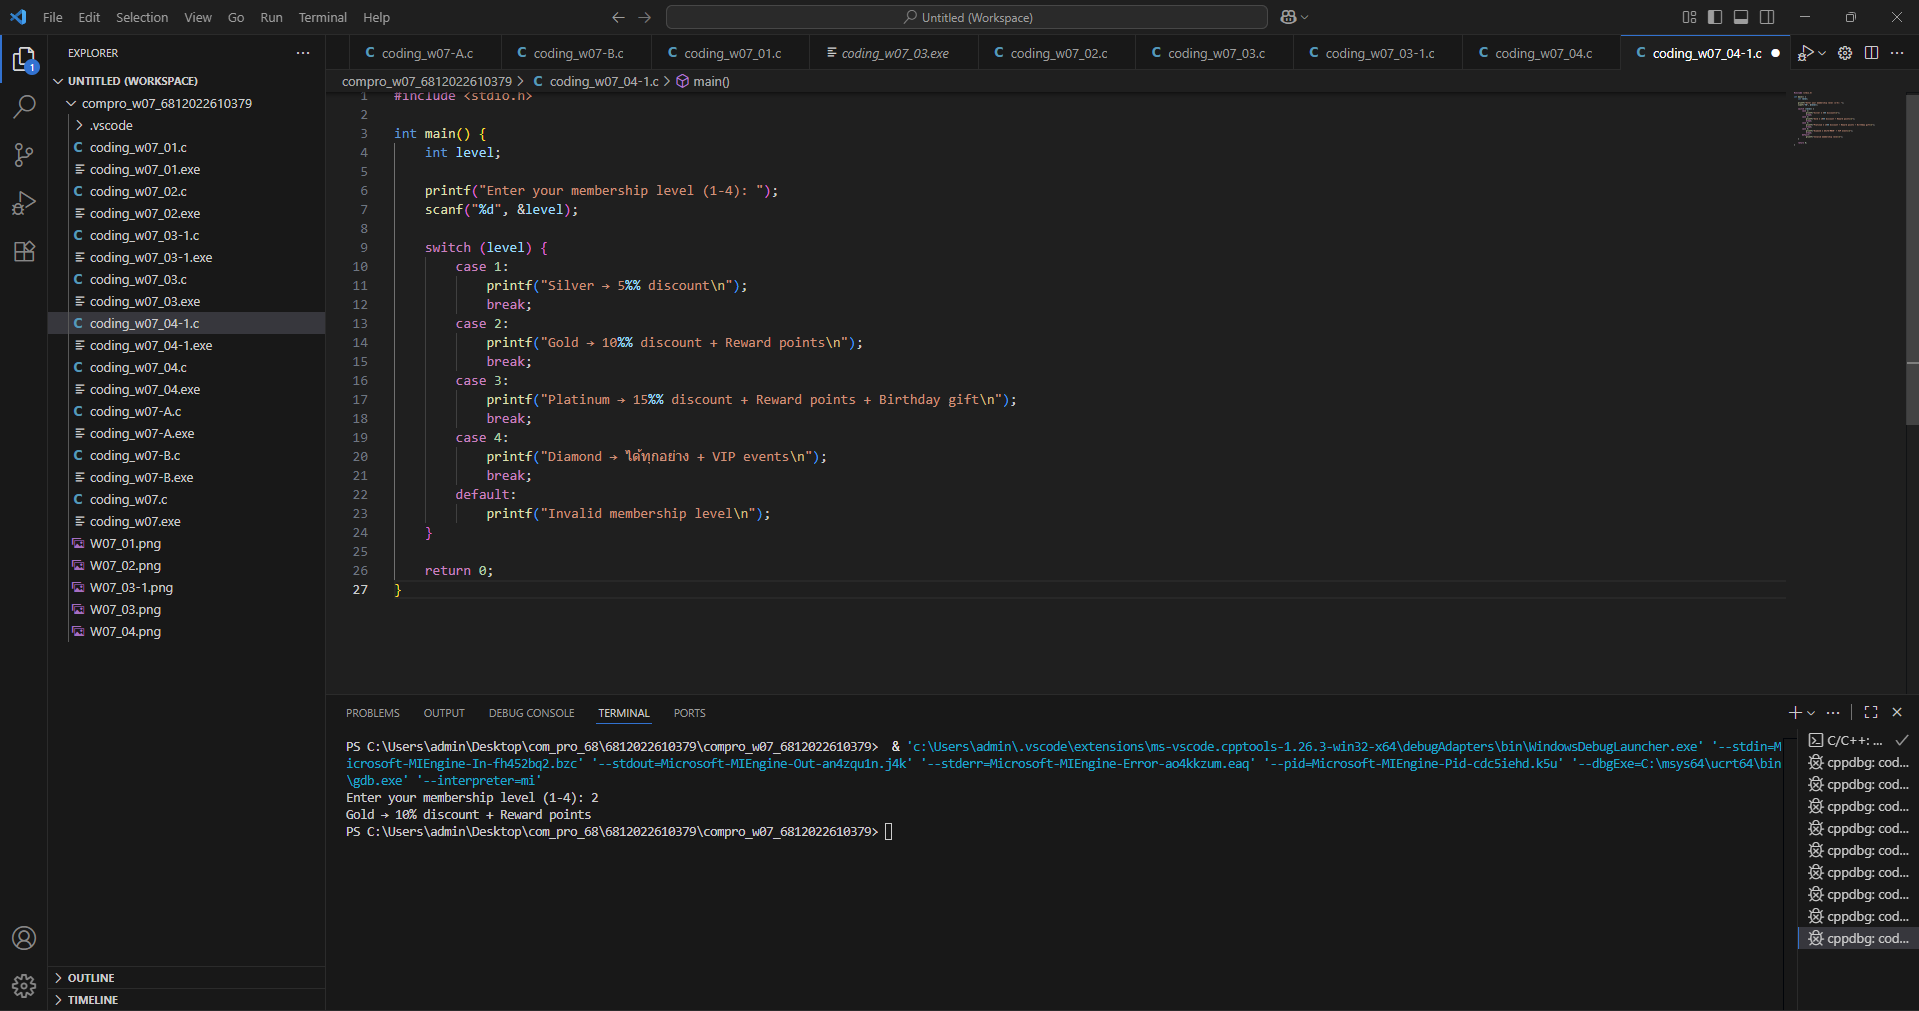 File Edit Selection View Go Run Terminal Help
Untitled (Workspace)
EXPLORER
coding_w07-A.c coding_w07-B.c coding_w07_01.c coding_w07_03.exe coding_w07_02.c coding_w07_03.c coding_w07_03-1.c coding_w07_04.c coding_w07_04-1.c
1
UNTITLED (WORKSPACE)
compro_w07_6812022610379
.vscode
coding_w07_01.c
coding_w07_01.exe
coding_w07_02.c
coding_w07_02.exe
coding_w07_03-1.c
coding_w07_03-1.exe
coding_w07_03.c
coding_w07_03.exe
coding_w07_04-1.c
coding_w07_04-1.exe
coding_w07_04.c
coding_w07_04.exe
coding_w07-A.c
coding_w07-A.exe
coding_w07-B.c
coding_w07-B.exe
coding_w07.c
coding_w07.exe
W07_01.png
W07_02.png
W07_03-1.png
W07_03.png
W07_04.png
OUTLINE
TIMELINE
compro_w07_6812022610379 > C coding_w07_04-1.c > main()
1 #include <stdio.h>
2
3 int main() {
4 int level;
5
6 printf("Enter your membership level (1-4): ");
7 scanf("%d", &level);
8
9 switch (level) {
10 case 1:
11 printf("Silver → 5%% discount\n");
12 break;
13 case 2:
14 printf("Gold → 10%% discount + Reward points\n");
15 break;
16 case 3:
17 printf("Platinum → 15%% discount + Reward points + Birthday gift\n");
18 break;
19 case 4:
20 printf("Diamond → ได้ทุกอย่าง + VIP events\n");
21 break;
22 default:
23 printf("Invalid membership level\n");
24 }
25
26 return 0;
27 }
PROBLEMS OUTPUT DEBUG CONSOLE TERMINAL PORTS
PS C:\Users\admin\Desktop\com_pro_68\6812022610379\compro_w07_6812022610379> & 'c:\Users\admin\.vscode\extensions\ms-vscode.cpptools-1.26.3-win32-x64\debugAdapters\bin\WindowsDebugLauncher.exe' '--stdin=M
icrosoft-MIEngine-In-fh452bq2.bzc' '--stdout=Microsoft-MIEngine-Out-an4zqu1n.j4k' '--stderr=Microsoft-MIEngine-Error-ao4kkzum.eaq' '--pid=Microsoft-MIEngine-Pid-cdc5iehd.k5u' '--dbgExe=C:\msys64\ucrt64\bin
\gdb.exe' '--interpreter=mi'
Enter your membership level (1-4): 2
Gold → 10% discount + Reward points
PS C:\Users\admin\Desktop\com_pro_68\6812022610379\compro_w07_6812022610379>
C/C++: ...
cppdbg: cod...
cppdbg: cod...
cppdbg: cod...
cppdbg: cod...
cppdbg: cod...
cppdbg: cod...
cppdbg: cod...
cppdbg: cod...
cppdbg: cod...